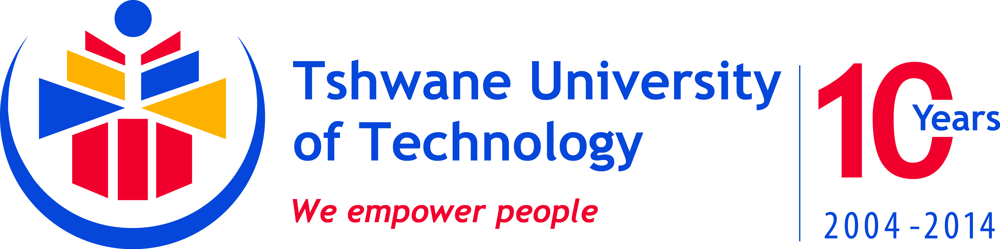 Tshwane University
of Technology
We empower people
10
Years
2004-2014